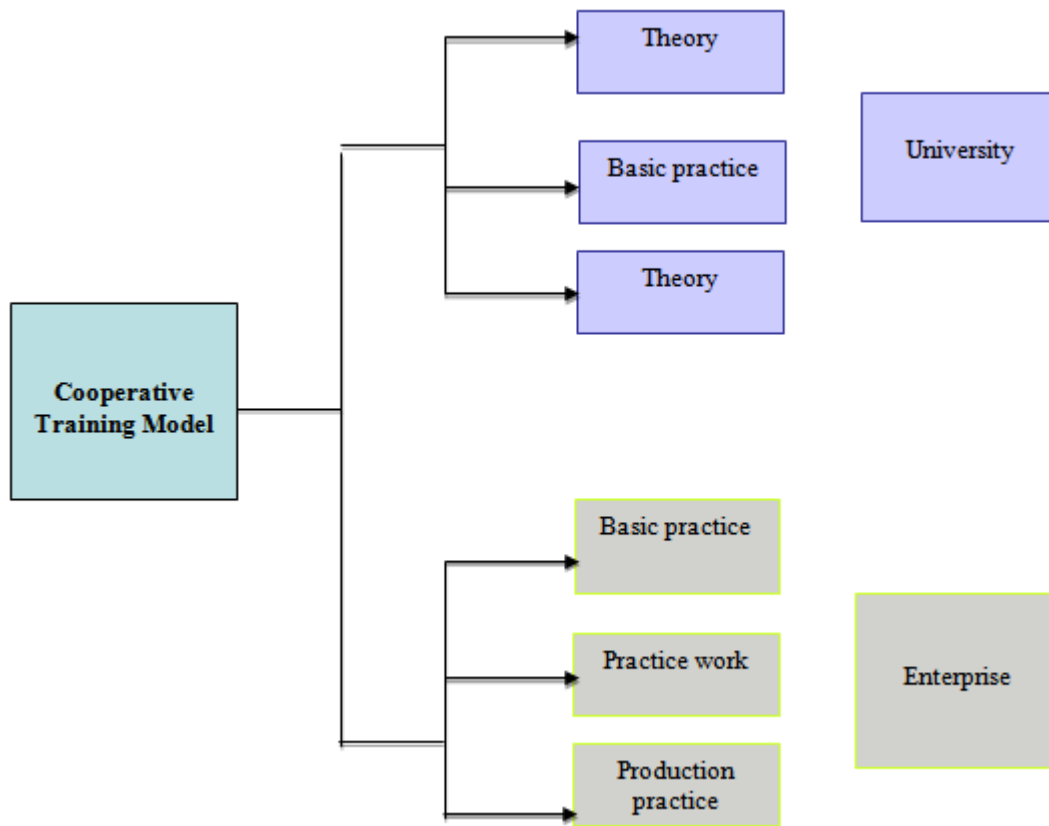 Theory
University
Basic practice
Theory
Cooperative
Training Model
Basic practice
Practice work
Enterprise
Production
practice